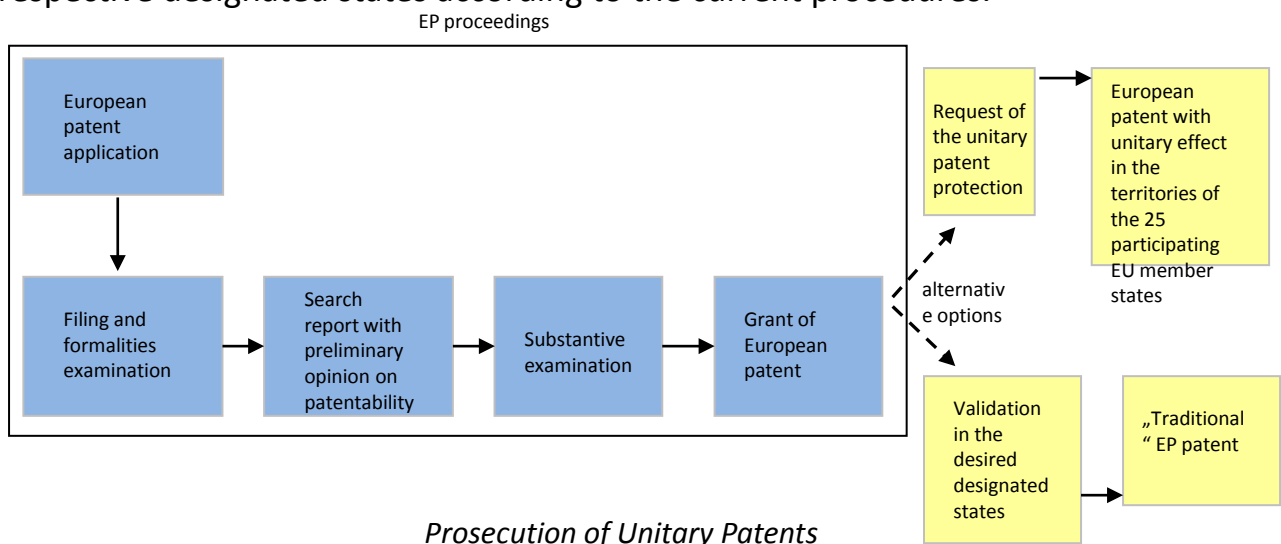 respective designated states according to the current procedures.
EP proceedings
European
patent
application
Filing and
formalities
examination
Search
report with
preliminary
opinion on
patentability
Substantive
examination
Grant of
European
patent
alternativ
e options
Request of
the unitary
patent
protection
European
patent with
unitary effect
in the
territories of
the 25
participating
EU member
states
Validation
in the
desired
designated
states
„Traditional
“ EP patent
Prosecution of Unitary Patents